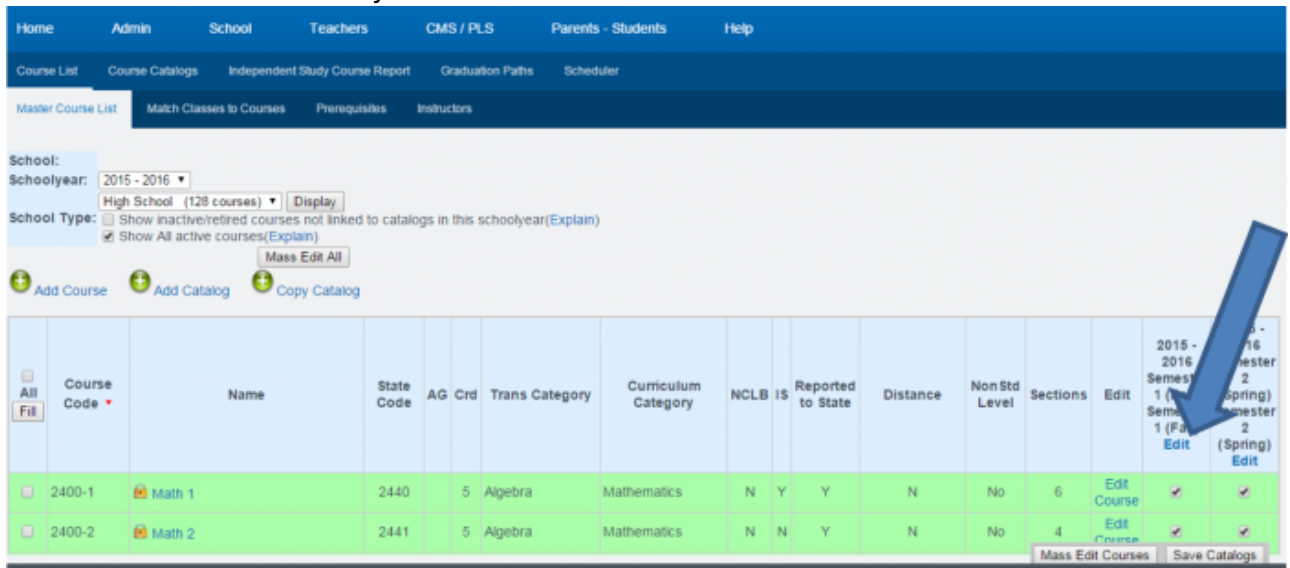 Home Admin School Teachers CMS / PLS Parents - Students Help
Course List Course Catalogs Independent Study Course Report Graduation Paths Scheduler
Master Course List Match Classes to Courses Prerequisites Instructors
School:
Schoolyear: 2015 - 2016
High School (128 courses) Display
School Type: Show inactive/retired courses not linked to catalogs in this schoolyear(Explain)
Show All active courses(Explain)
Mass Edit All
Add Course Add Catalog Copy Catalog
All Fill Course Code Name State Code AG Crd Trans Category Curriculum Category NCLB IS Reported to State Distance Non Std Level Sections Edit 2015 - 2016 1 1 Edit 2 (Spring) Edit
2400-1 Math 1 2440 5 Algebra Mathematics N Y Y N No 6 Edit Course
2400-2 Math 2 2441 5 Algebra Mathematics N N Y N No 4 Edit Course
Mass Edit Courses Save Catalogs